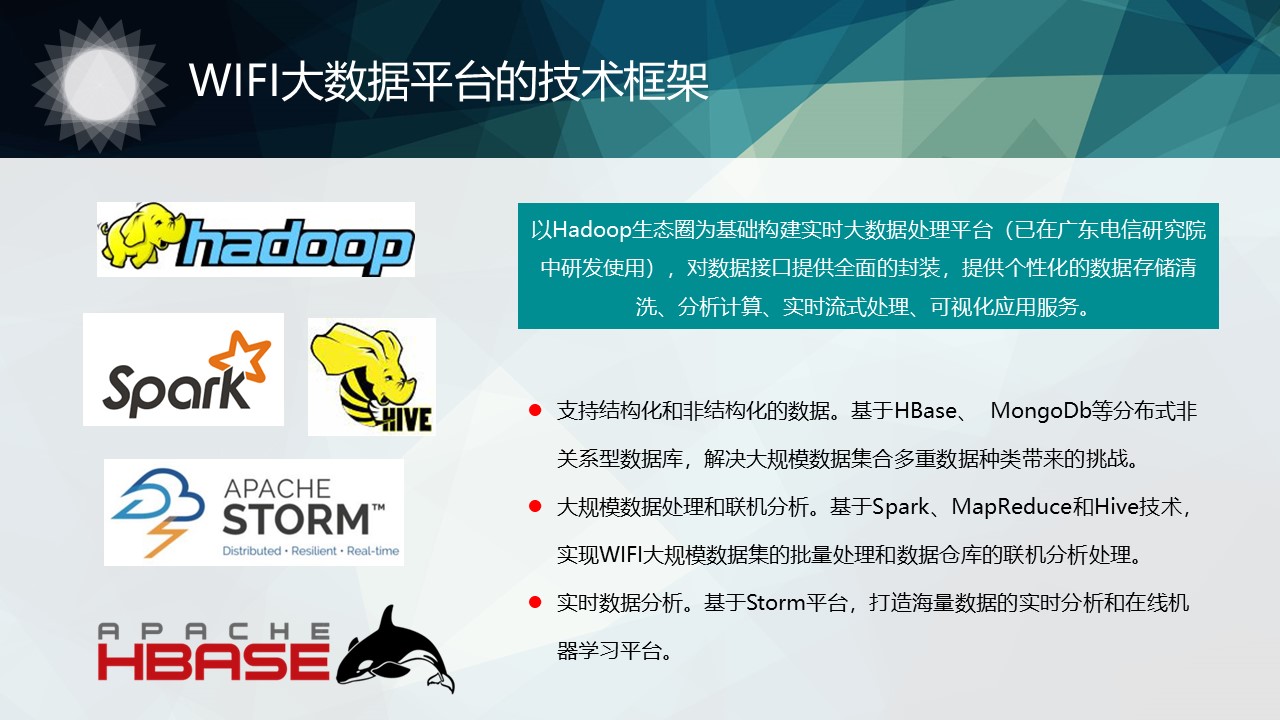 WIFI大数据平台的技术框架
hadoop
Spark
HIVE
APACHE
STORM™
Distributed • Resilient • Real-time
APACHE
HBASE
以Hadoop生态圈为基础构建实时大数据处理平台（已在广东电信研究院
中研发使用），对数据接口提供全面的封装，提供个性化的数据存储清
洗、分析计算、实时流式处理、可视化应用服务。
支持结构化和非结构化的数据。基于HBase、 MongoDb等分布式非
关系型数据库，解决大规模数据集合多重数据种类带来的挑战。
大规模数据处理和联机分析。基于Spark、MapReduce和Hive技术，
实现WIFI大规模数据集的批量处理和数据仓库的联机分析处理。
实时数据分析。基于Storm平台，打造海量数据的实时分析和在线机
器学习平台。